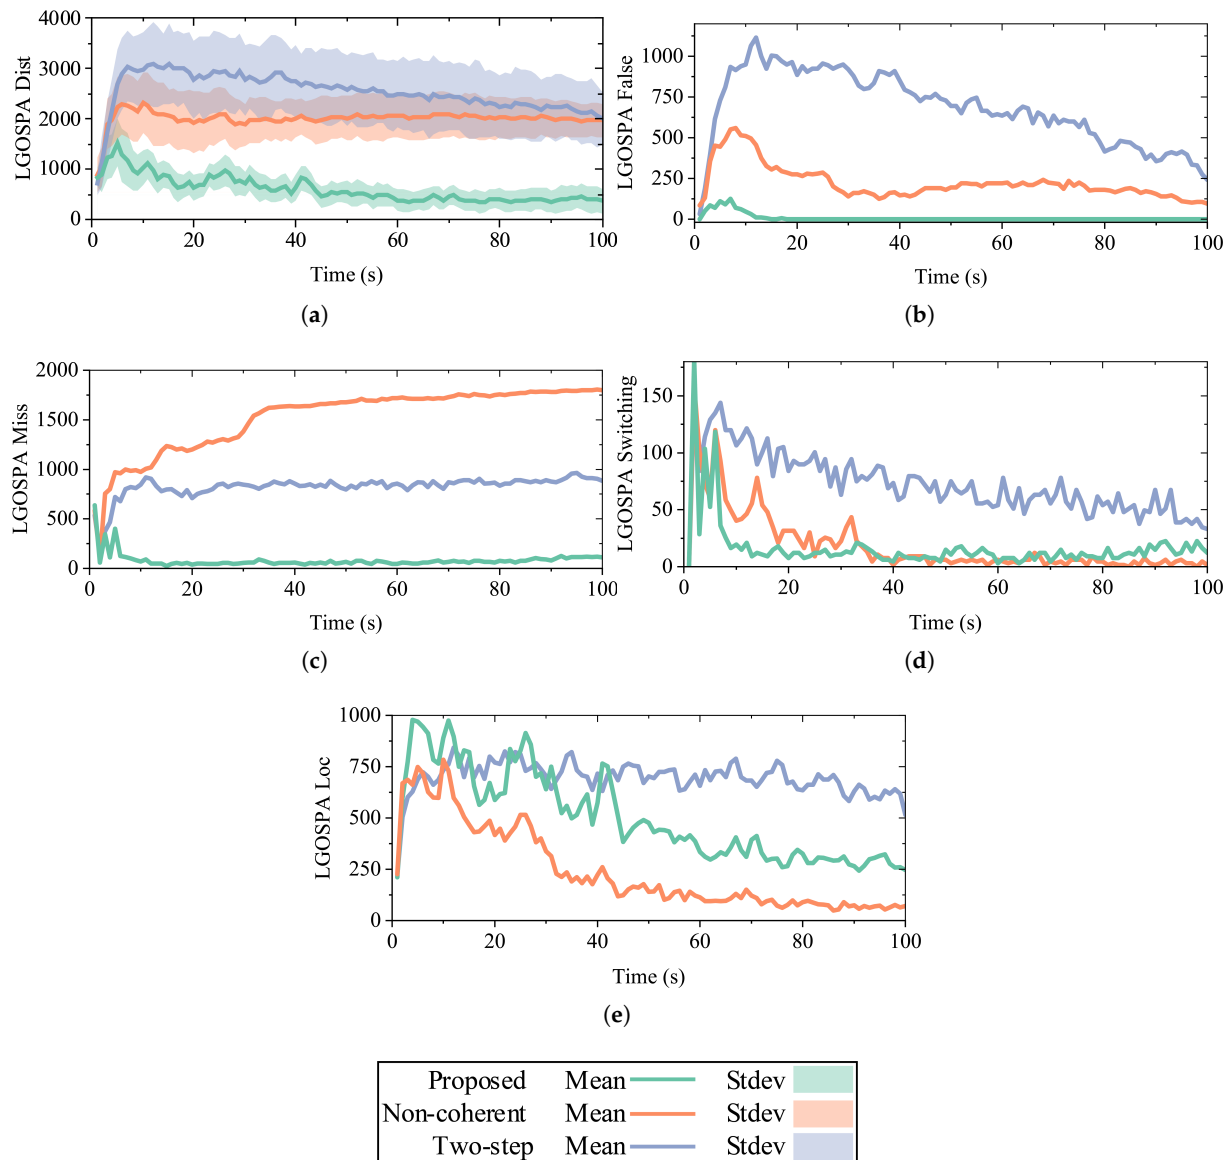 LGOSPA Dist
4000
3000
2000
1000
0
0 20 40 60 80 100
Time (s)
(a)
LGOSPA False
1000
750
500
250
0
0 20 40 60 80 100
Time (s)
(b)
LGOSPA Miss
2000
1500
1000
500
0
0 20 40 60 80 100
Time (s)
(c)
LGOSPA Switching
150
100
50
0
0 20 40 60 80 100
Time (s)
(d)
LGOSPA Loc
1000
750
500
250
0
0 20 40 60 80 100
Time (s)
(e)
Proposed Mean Stdev
Non-coherent Mean Stdev
Two-step Mean Stdev